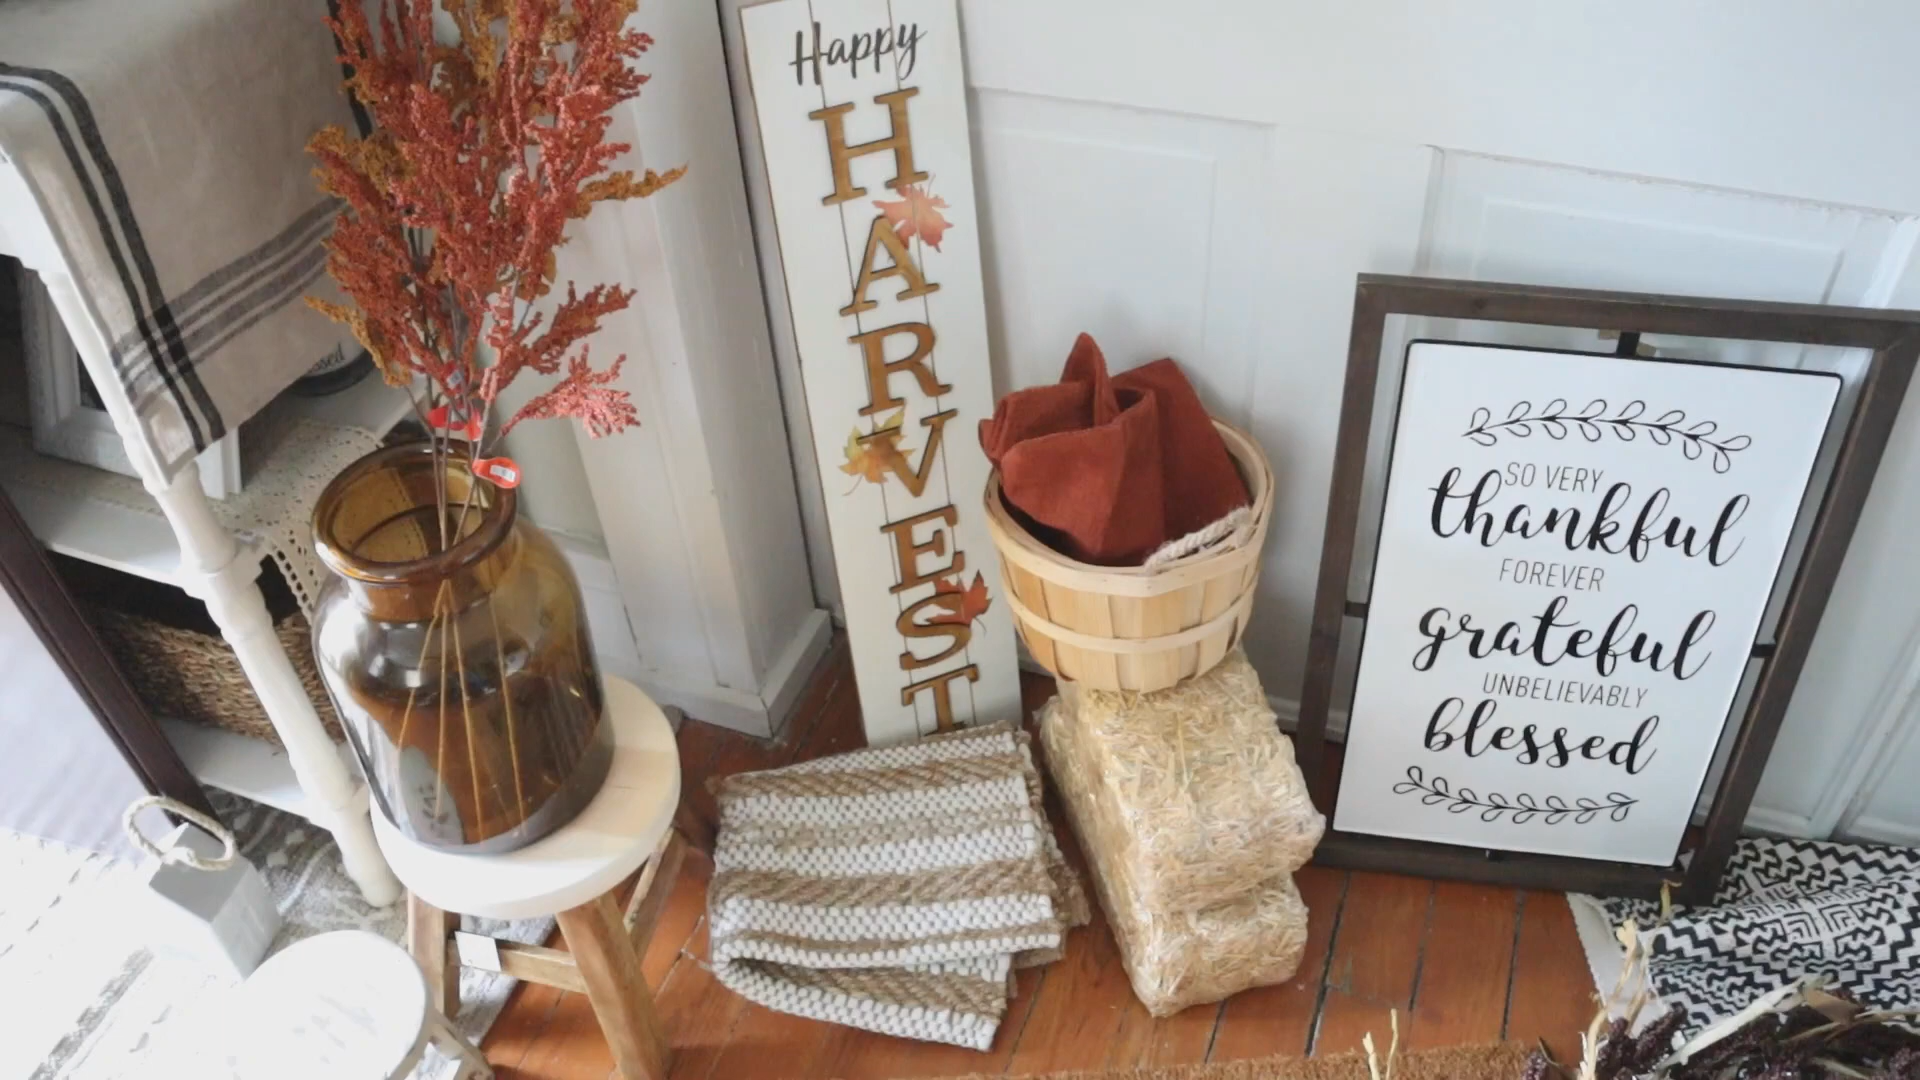 Happy
HARVEST
SO VERY
thankful
FOREVER
grateful
UNBELIEVABLY
blessed